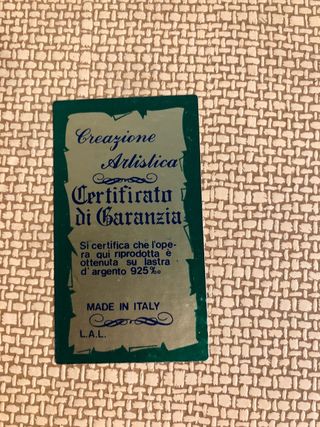 Creazione
Artistica
Certificato
di Garanzia
Si certifica che l'ope-
ra qui riprodotta è
ottenuta su lastra
d'argento 925‰
MADE IN ITALY
L.A.L.